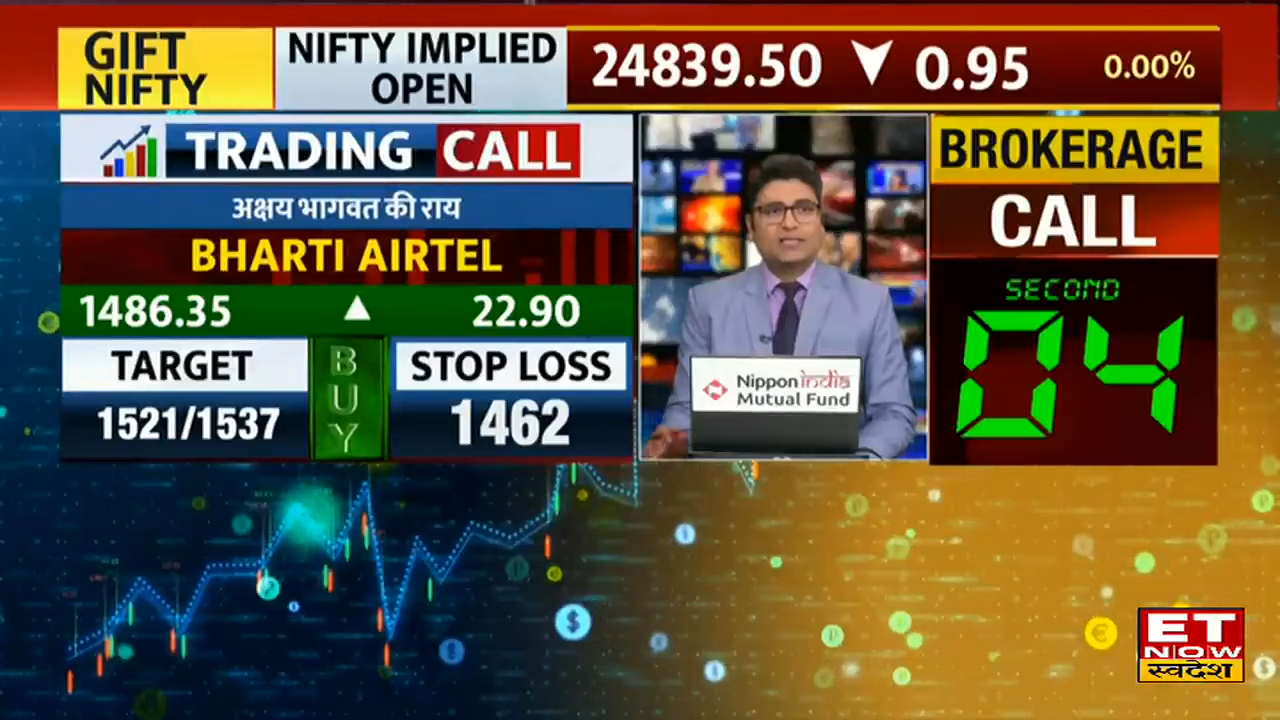 GIFT
NIFTY
NIFTY IMPLIED
OPEN
24839.50 ▼ 0.95 0.00%
TRADING CALL
अक्षय भागवत की राय
BHARTI AIRTEL
1486.35 ▲ 22.90
TARGET
1521/1537
BUY
STOP LOSS
1462
Nippon india
Mutual Fund
BROKERAGE
CALL
SECOND
04
ET
NOW
स्वदेश